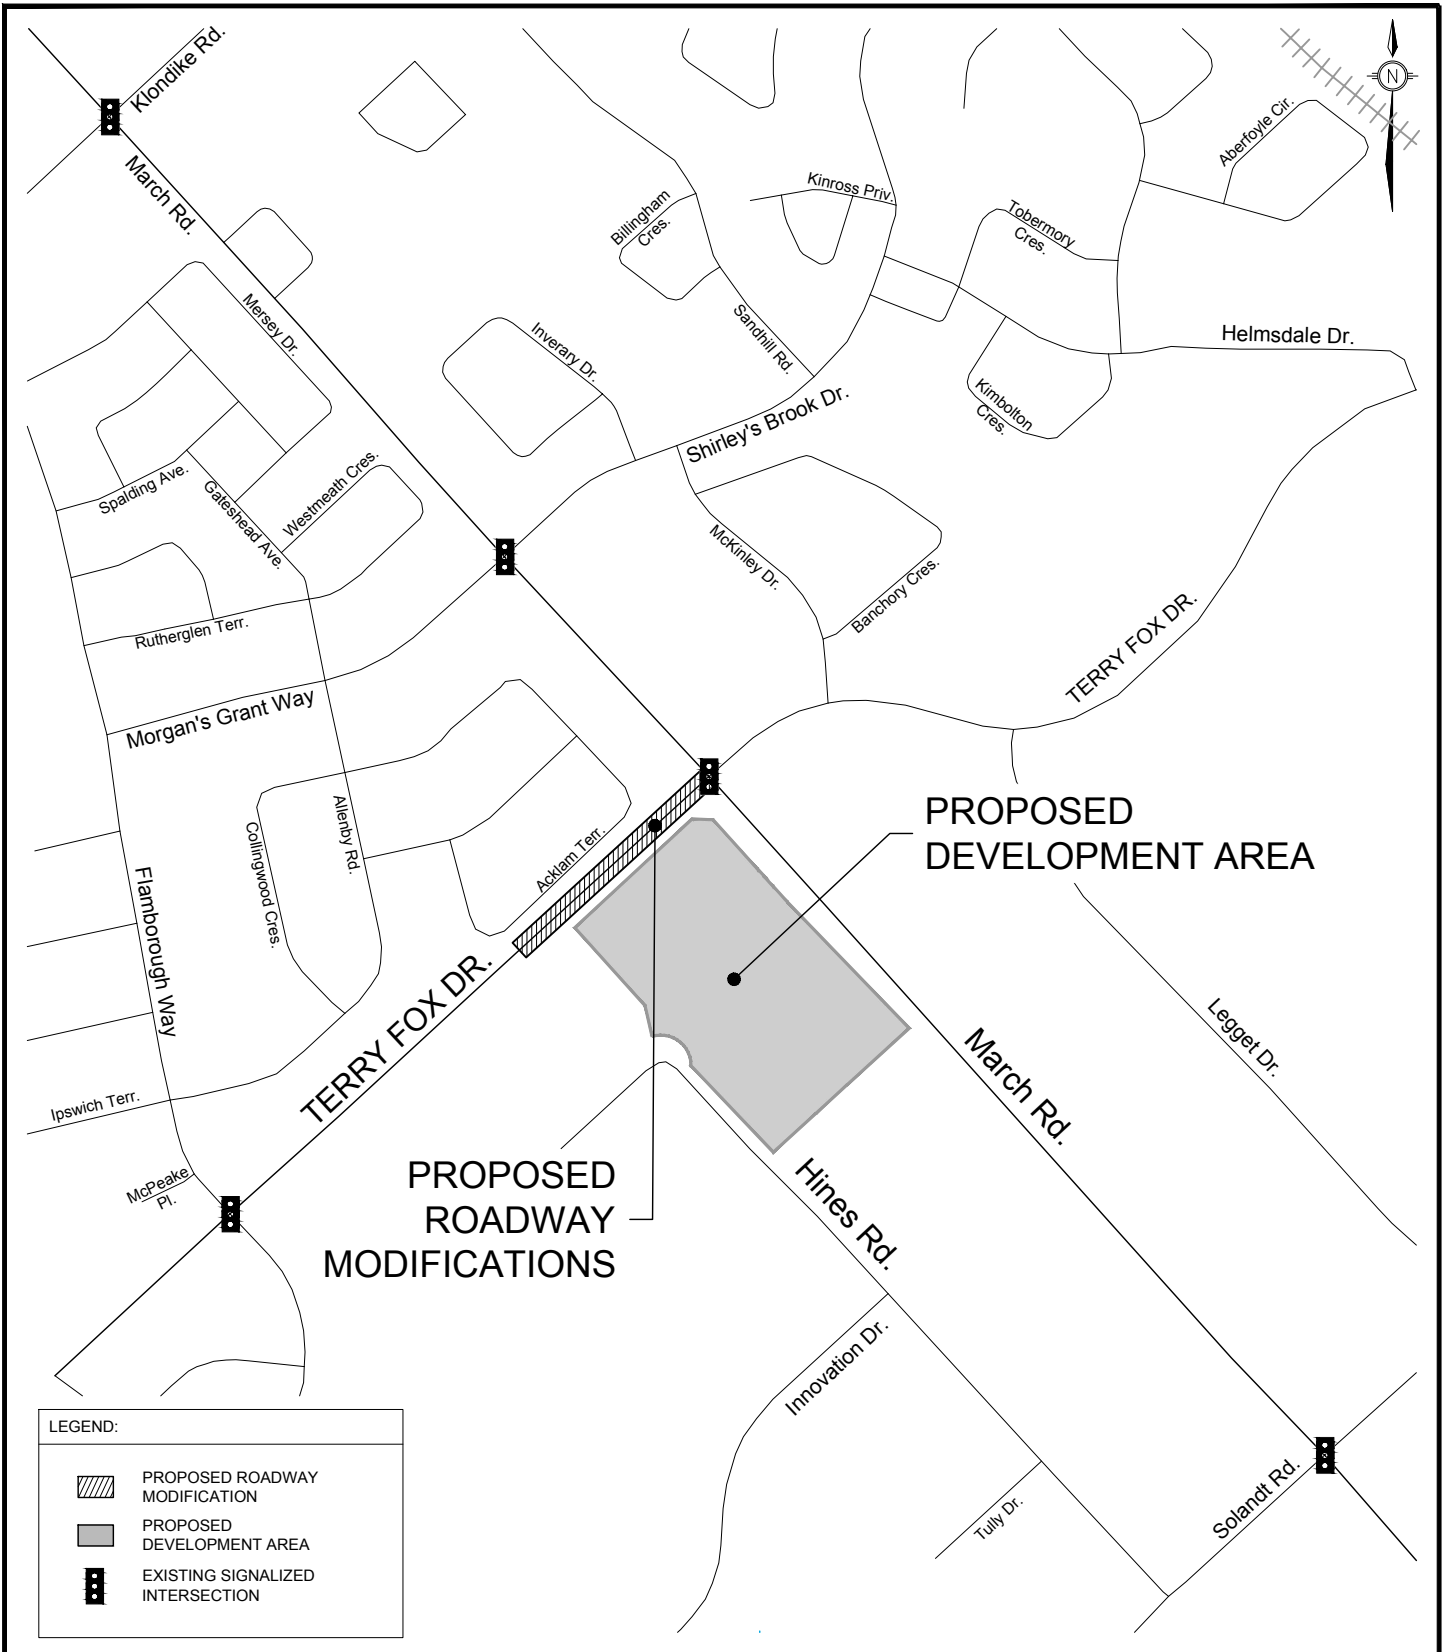 Klondike Rd.
N
March Rd.
Aberfoyle Cir.
Kinross Priv.
Billingham
Cres.
Tobermory
Cres.
Mersey Dr.
Inverary Dr.
Sandhill Rd.
Helmsdale Dr.
Kimbolton
Cres.
Shirley's Brook Dr.
Spalding Ave.
Gateshead Ave.
Westmeath Cres.
McKinley Dr.
Banchory Cres.
Rutherglen Terr.
TERRY FOX DR.
Morgan's Grant Way
Allenby Rd.
Collingwood Cres.
Acklam Terr.
PROPOSED
DEVELOPMENT AREA
Flamborough Way
TERRY FOX DR.
Legget Dr.
March Rd.
Ipswich Terr.
McPeake
Pl.
PROPOSED
ROADWAY
MODIFICATIONS
Hines Rd.
Innovation Dr.
Tully Dr.
Solandt Rd.
LEGEND:
PROPOSED ROADWAY
MODIFICATION
PROPOSED
DEVELOPMENT AREA
EXISTING SIGNALIZED
INTERSECTION